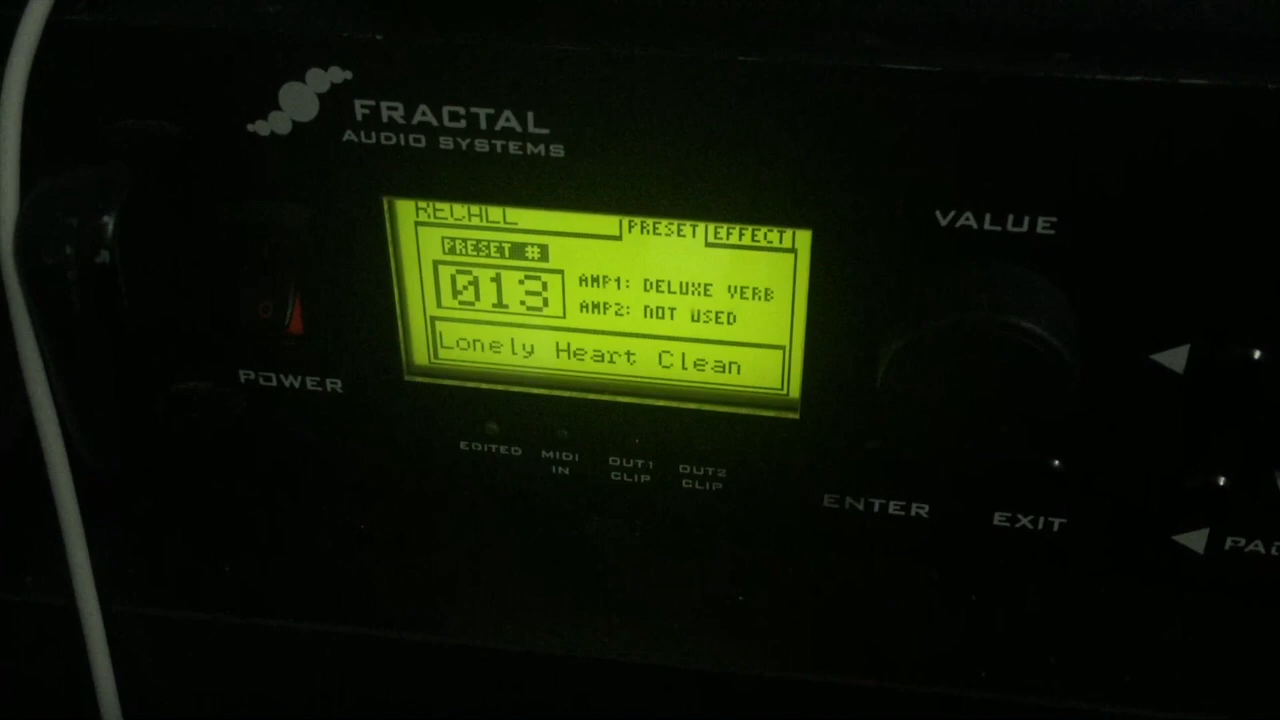 FRACTAL
AUDIO SYSTEMS
RECALL
PRESET EFFECT
PRESET #
013
AMP1: DELUXE VERB
AMP2: NOT USED
Lonely Heart Clean
VALUE
POWER
EDITED
MIDI IN
OUT1 CLIP
OUT2 CLIP
ENTER
EXIT